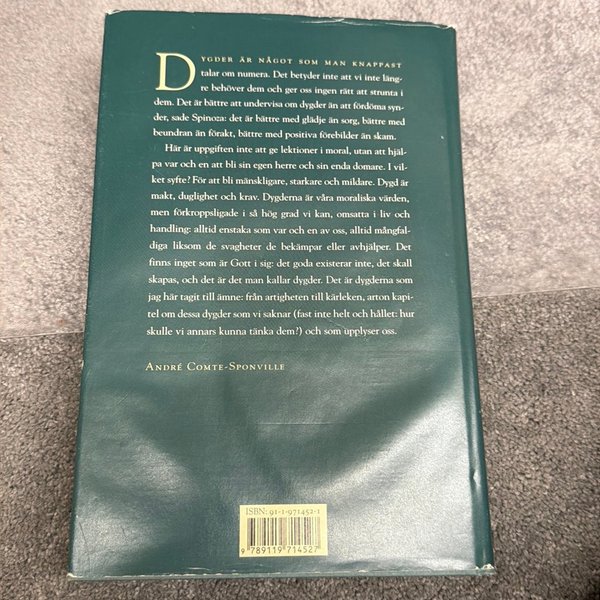 DYGDER ÄR NÅGOT SOM MAN KNAPPAST
talar om numera. Det betyder inte att vi inte läng-
re behöver dem och ger oss ingen rätt att strunta i
dem. Det är bättre att undervisa om dygder än att fördöma syn-
der, sade Spinoza: det är bättre med glädje än sorg, bättre med
beundran än förakt, bättre med positiva förebilder än skam.
Här är uppgiften inte att ge lektioner i moral, utan att hjäl-
pa var och en att bli sin egen herre och sin enda domare. I vil-
ket syfte? För att bli mänskligare, starkare och mildare. Dygd är
makt, duglighet och krav. Dygderna är våra moraliska värden,
men förkroppsligade i så hög grad vi kan, omsatta i liv och
handling: alltid enstaka som var och en av oss, alltid mångfal-
diga liksom de svagheter de bekämpar eller avhjälper. Det
finns inget som är Gott i sig: det goda existerar inte, det skall
skapas, och det är det man kallar dygder. Det är dygderna som
jag här tagit till ämne: från artigheten till kärleken, arton kapi-
tel om dessa dygder som vi saknar (fast inte helt och hållet: hur
skulle vi annars kunna tänka dem?) och som upplyser oss.
ANDRÉ COMTE-SPONVILLE
ISBN: 91-1-971452-1
9 789119 714527